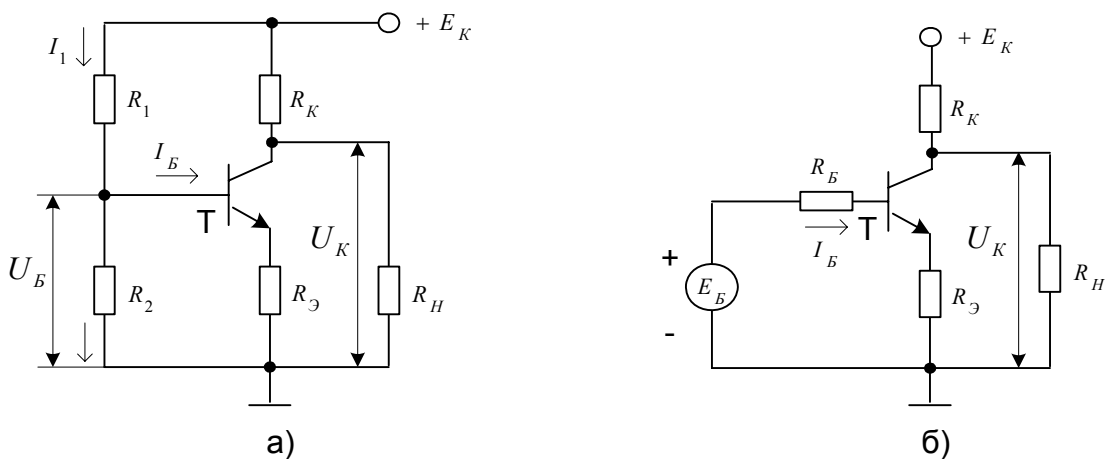 + E_К
I_1
R_1
R_К
I_Б
Т
U_Б
U_К
R_2
R_Э
R_Н
а)
+ E_К
R_К
R_Б
Т
I_Б
U_К
+
E_Б
-
R_Э
R_Н
б)